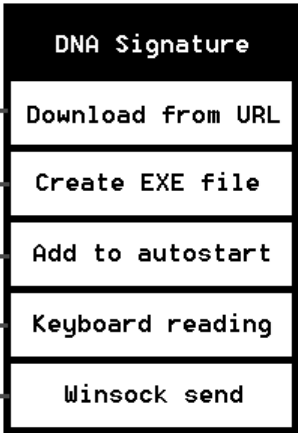 DNA Signature
Download from URL
Create EXE file
Add to autostart
Keyboard reading
Winsock send